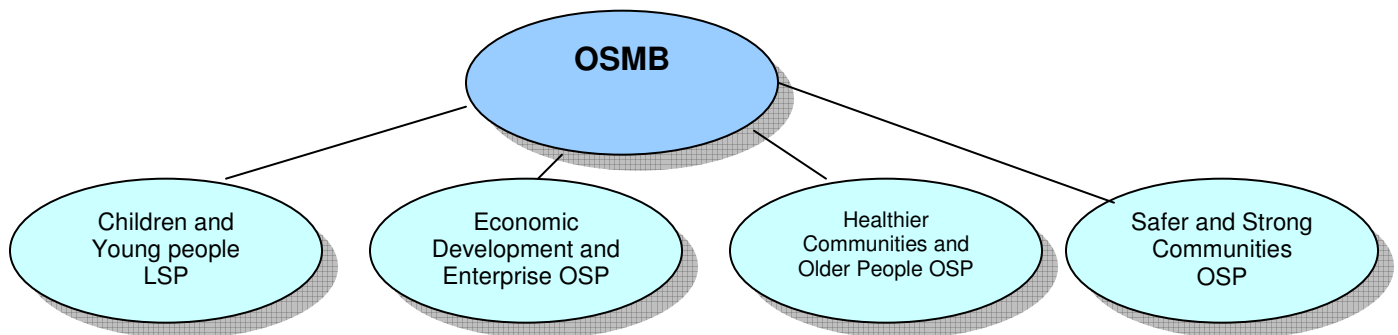 OSMB
Children and
Young people
LSP
Economic
Development and
Enterprise OSP
Healthier
Communities and
Older People OSP
Safer and Strong
Communities
OSP